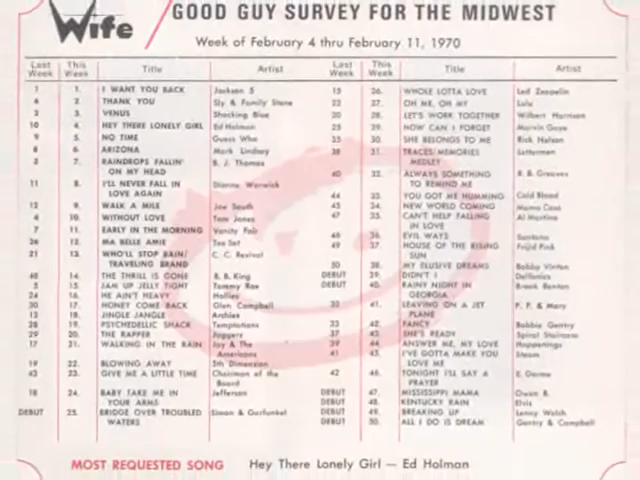 Wife
GOOD GUY SURVEY FOR THE MIDWEST
Week of February 4 thru February 11, 1970
Last Week This Week Title Artist
1 1. I WANT YOU BACK Jackson 5
4 2. THANK YOU Sly & Family Stone
3. VENUS Shocking Blue
10 4. HEY THERE LONELY GIRL Ed Holman
9 5. NO TIME Guess Who
6. ARIZONA Mark Lindsay
7. RAINDROPS FALLIN' ON MY HEAD B. J. Thomas
11 8. I'LL NEVER FALL IN LOVE AGAIN Dionne Warwick
12 9. WALK A MILE Joe South
10. WITHOUT LOVE Tom Jones
7 11. EARLY IN THE MORNING Vanity Fair
26 12. MA BELLE AMIE Tee Set
21 13. WHO'LL STOP RAIN/ TRAVELING BRAND C. C. Revival
14. THE THRILL IS GONE B. B. King
5 15. JAM UP JELLY TIGHT Tommy Roe
24 16. HE AIN'T HEAVY Hollies
30 17. HONEY COME BACK Glen Campbell
18. JINGLE JANGLE Archies
28 19. PSYCHEDELLIC SHACK Temptations
29 20. THE RAPPER Jaggerz
17 21. WALKING IN THE RAIN Jay & The Americans
19 22. BLOWING AWAY 5th Dimension
23. GIVE ME A LITTLE TIME Chairmen of the Board
18 24. BABY TAKE ME IN YOUR ARMS Jefferson
DEBUT 25. BRIDGE OVER TROUBLED WATERS Simon & Garfunkel
Last Week This Week Title Artist
15 26. WHOLE LOTTA LOVE Led Zeppelin
27. OH ME, OH MY Lulu
20 28. LET'S WORK TOGETHER Wilbert Harrison
25 29. HOW CAN I FORGET Marvin Gaye
35 30. SHE BELONGS TO ME Rick Nelson
31. TRACES/MEMORIES MEDLEY Lettermen
40 32. ALWAYS SOMETHING TO REMIND ME R. B. Greaves
44 33. YOU GOT ME HUMMING Cold Blood
45 34. NEW WORLD COMING Mama Cass
47 35. CAN'T HELP FALLING IN LOVE Al Martino
36. EVIL WAYS Santana
49 37. HOUSE OF THE RISING SUN Frijid Pink
50 38. MY ELUSIVE DREAMS Bobby Vinton
DEBUT 39. DIDN'T I Delfonics
DEBUT 40. RAINY NIGHT IN GEORGIA Brook Benton
41. LEAVING ON A JET PLANE P. P. & Mary
33 42. FANCY Bobbie Gentry
37 43. SHE'S READY Spiral Staircase
39 44. ANSWER ME, MY LOVE Happenings
41 45. I'VE GOTTA MAKE YOU LOVE ME Steam
42 46. TONIGHT I'LL SAY A PRAYER E. Gorme
DEBUT 47. MISSISSIPPI MAMA Owen B.
DEBUT 48. KENTUCKY RAIN Elvis
DEBUT 49. BREAKING UP Lenny Welch
DEBUT 50. ALL I DO IS DREAM Gentry & Campbell
MOST REQUESTED SONG Hey There Lonely Girl — Ed Holman